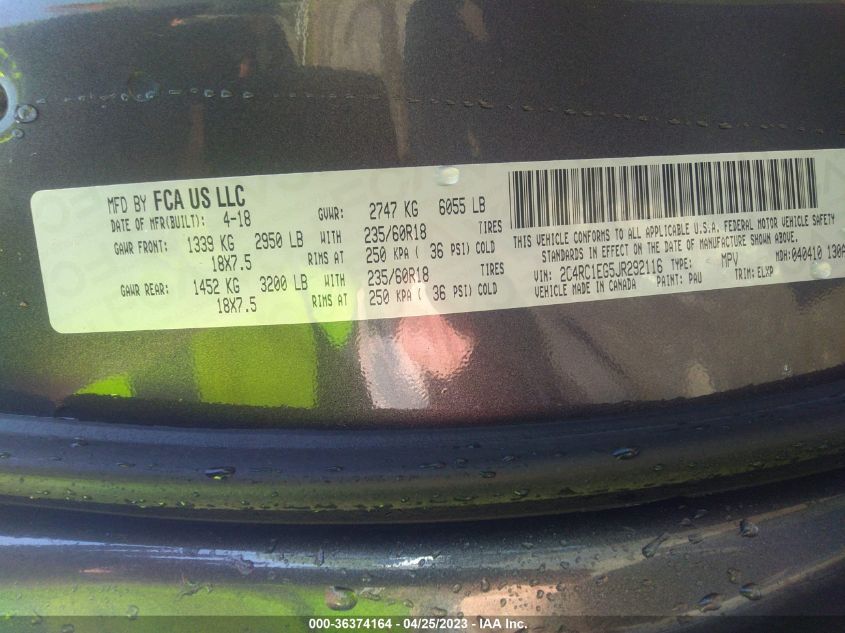 MFD BY FCA US LLC
DATE OF MFR(BUILT): 4-18 GVWR: 2747 KG 6055 LB
GAWR FRONT: 1339 KG 2950 LB WITH 235/60R18 TIRES
18X7.5 RIMS AT 250 KPA ( 36 PSI) COLD
GAWR REAR: 1452 KG 3200 LB WITH 235/60R18 TIRES
18X7.5 RIMS AT 250 KPA ( 36 PSI) COLD
THIS VEHICLE CONFORMS TO ALL APPLICABLE U.S.A. FEDERAL MOTOR VEHICLE SAFETY
STANDARDS IN EFFECT ON THE DATE OF MANUFACTURE SHOWN ABOVE.
VIN: 2C4RC1EG5JR292116 TYPE: MPV MDH:040410 130A
VEHICLE MADE IN CANADA PAINT: PAU TRIM: ELXP
000-36374164 - 04/25/2023 - IAA Inc.